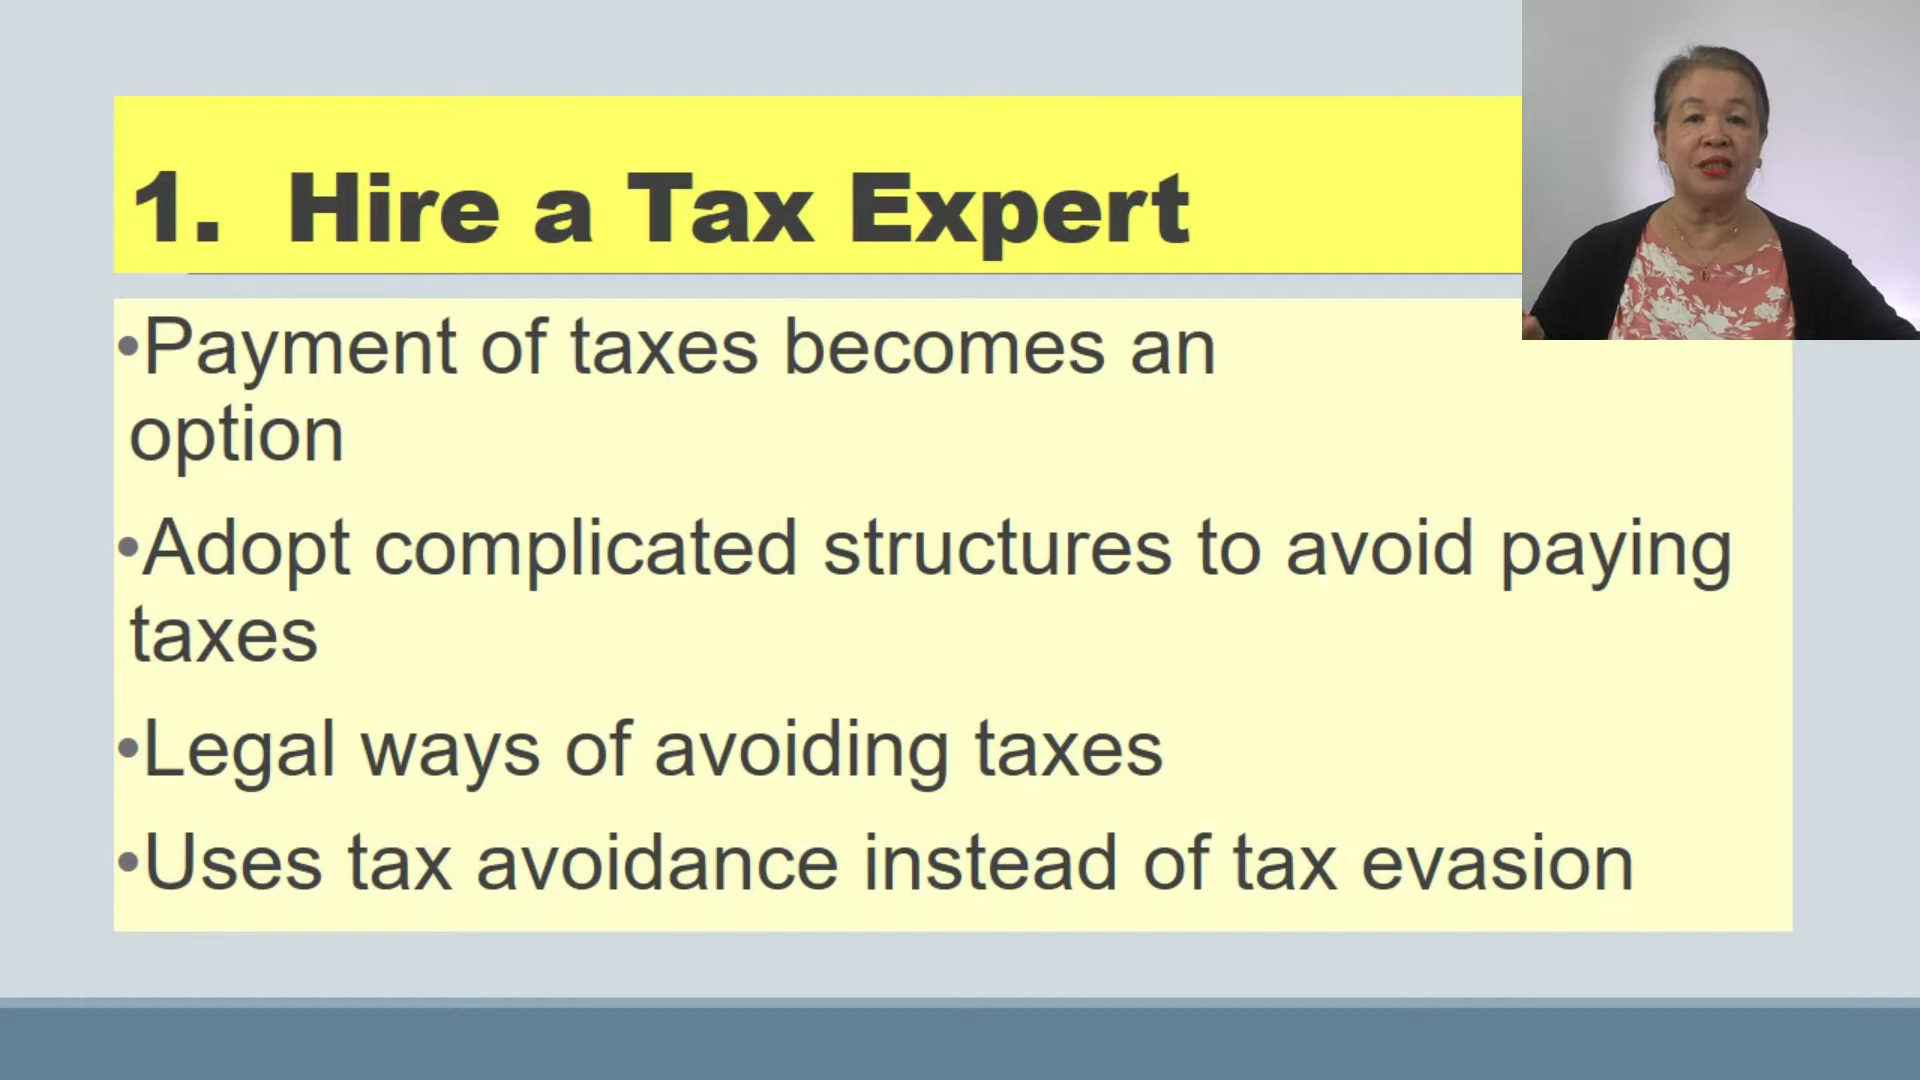 1. Hire a Tax Expert
•Payment of taxes becomes an
option
•Adopt complicated structures to avoid paying
taxes
•Legal ways of avoiding taxes
•Uses tax avoidance instead of tax evasion